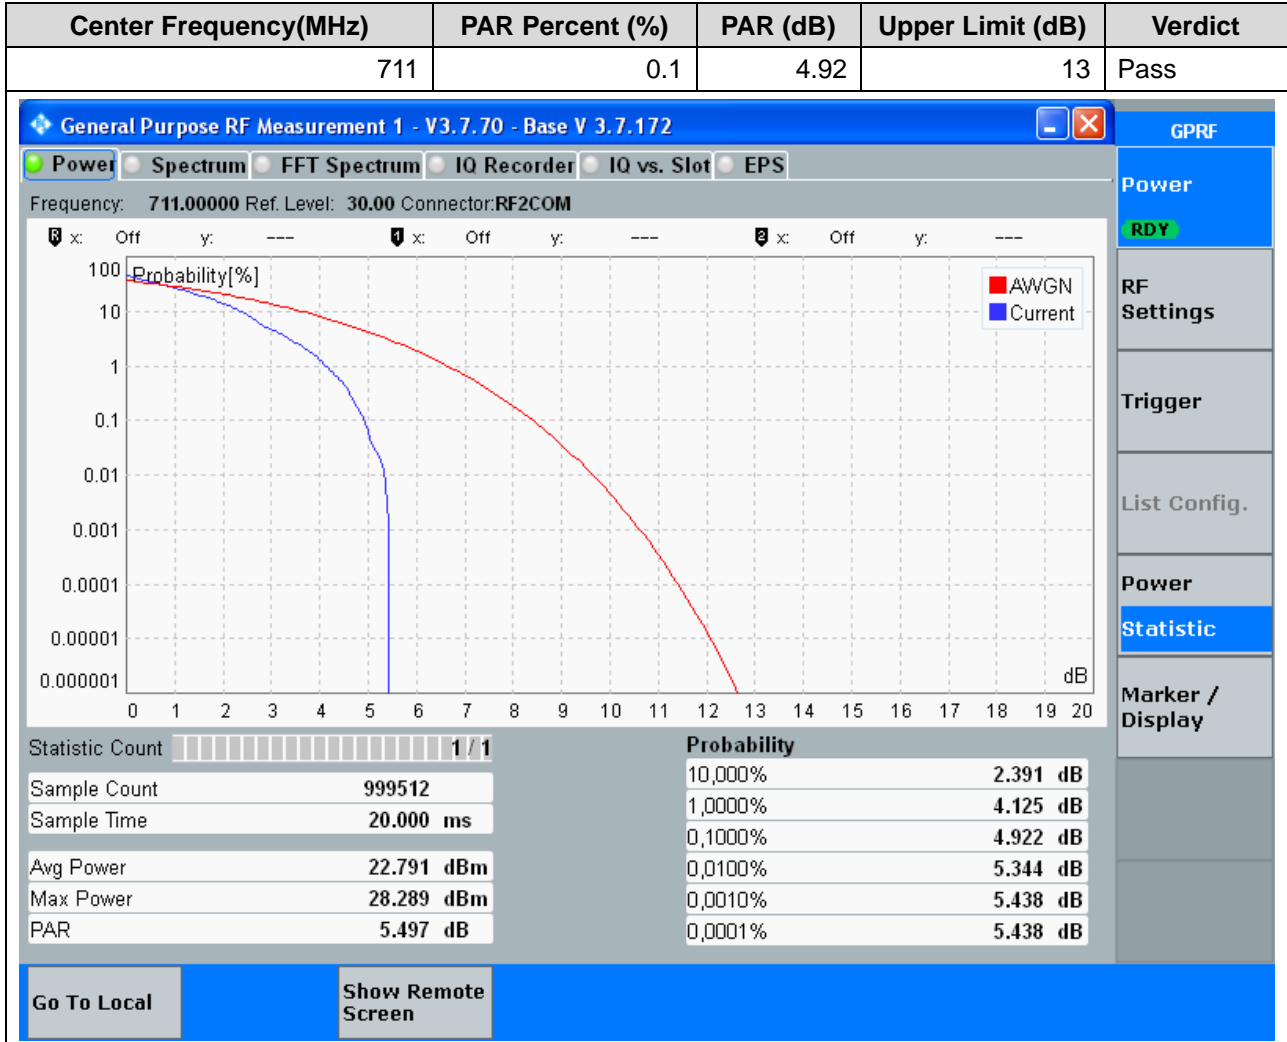 Center Frequency(MHz) PAR Percent (%) PAR (dB) Upper Limit (dB) Verdict
711 0.1 4.92 13 Pass
General Purpose RF Measurement 1 - V3.7.70 - Base V 3.7.172
GPRF
Power Spectrum FFT Spectrum IQ Recorder IQ vs. Slot EPS
Power
RDY
Frequency: 711.00000 Ref. Level: 30.00 Connector:RF2COM
R x: Off y: --- 1 x: Off y: --- 2 x: Off y: ---
Probability[%]
AWGN
Current
100
10
1
0.1
0.01
0.001
0.0001
0.00001
0.000001
dB
0 1 2 3 4 5 6 7 8 9 10 11 12 13 14 15 16 17 18 19 20
RF
Settings
Trigger
List Config.
Power
Statistic
Marker /
Display
Statistic Count 1 / 1
Sample Count 999512
Sample Time 20.000 ms
Avg Power 22.791 dBm
Max Power 28.289 dBm
PAR 5.497 dB
Probability
10,000% 2.391 dB
1,0000% 4.125 dB
0,1000% 4.922 dB
0,0100% 5.344 dB
0,0010% 5.438 dB
0,0001% 5.438 dB
Go To Local
Show Remote
Screen